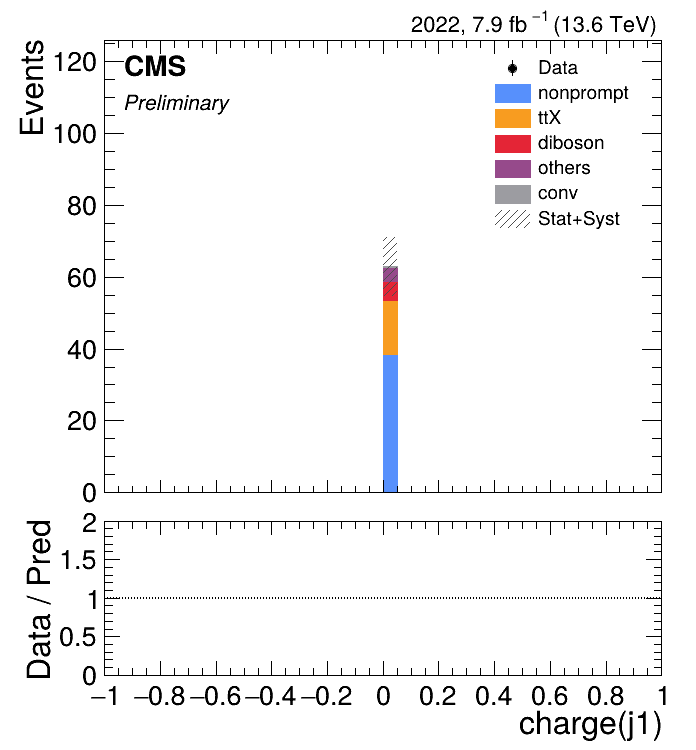 2022, 7.9 fb⁻¹ (13.6 TeV)
Events
120
100
80
60
40
20
0
CMS
Preliminary
Data
nonprompt
ttX
diboson
others
conv
Stat+Syst
Data / Pred
2
1.5
1
0.5
0
−1 −0.8 −0.6 −0.4 −0.2 0 0.2 0.4 0.6 0.8 1
charge(j1)